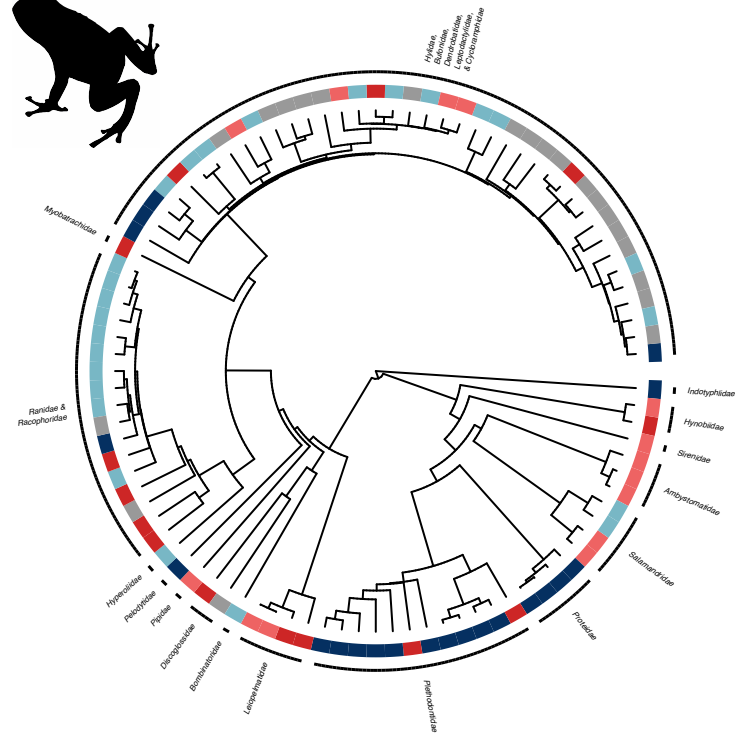 Hylidae,
Bufonidae,
Dendrobatidae,
Leptodactylidae,
& Cycloramphidae
Myobatrachidae
Ranidae &
Racophoridae
Hyperoliidae
Pelodytidae
Pipidae
Discoglossidae
Bombinatoridae
Leiopelmatidae
Plethodontidae
Proteidae
Salamandridae
Ambystomatidae
Sirenidae
Hynobiidae
Indotyphlidae